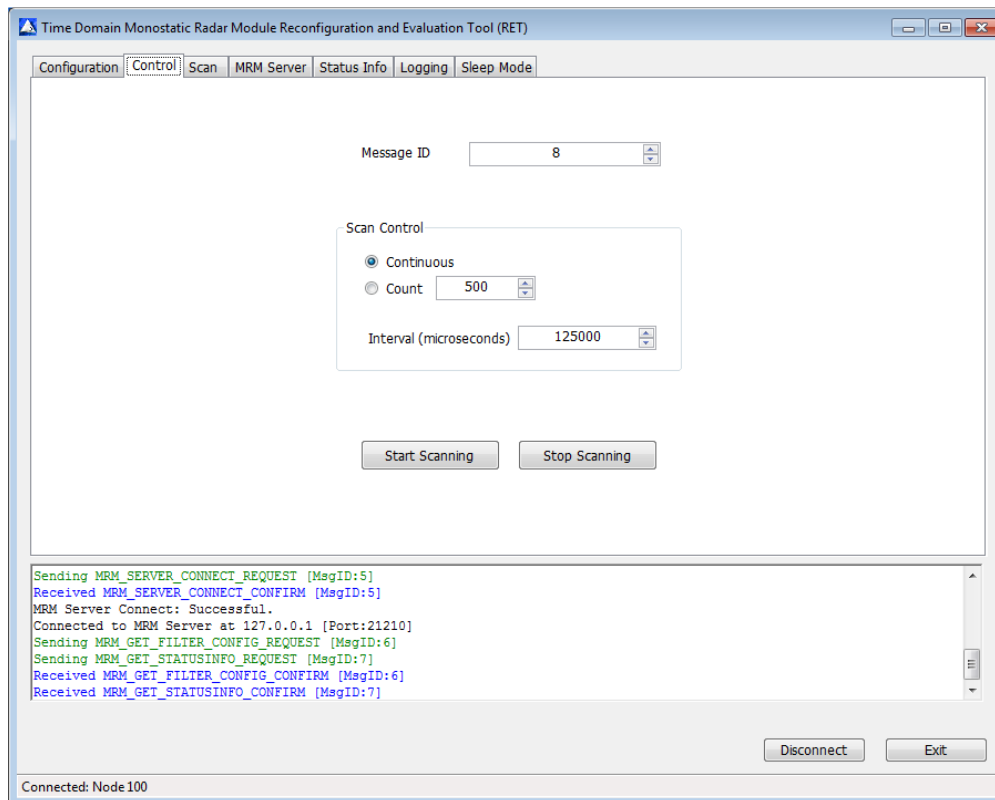 Time Domain Monostatic Radar Module Reconfiguration and Evaluation Tool (RET)
Configuration Control Scan MRM Server Status Info Logging Sleep Mode
Message ID 8
Scan Control
Continuous
Count 500
Interval (microseconds) 125000
Start Scanning Stop Scanning
Sending MRM_SERVER_CONNECT_REQUEST [MsgID:5]
Received MRM_SERVER_CONNECT_CONFIRM [MsgID:5]
MRM Server Connect: Successful.
Connected to MRM Server at 127.0.0.1 [Port:21210]
Sending MRM_GET_FILTER_CONFIG_REQUEST [MsgID:6]
Sending MRM_GET_STATUSINFO_REQUEST [MsgID:7]
Received MRM_GET_FILTER_CONFIG_CONFIRM [MsgID:6]
Received MRM_GET_STATUSINFO_CONFIRM [MsgID:7]
Disconnect Exit
Connected: Node 100